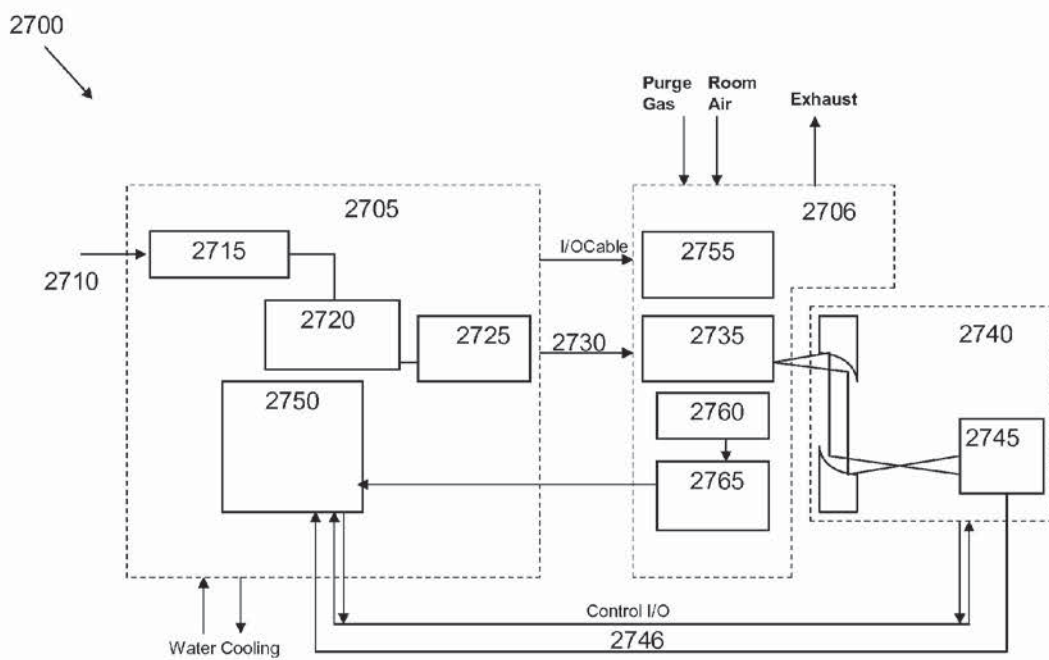 2700
Purge
Gas
Room
Air
Exhaust
2705
2706
2710
2715
I/OCable
2755
2720
2725
2730
2735
2740
2750
2760
2745
2765
Control I/O
2746
Water Cooling